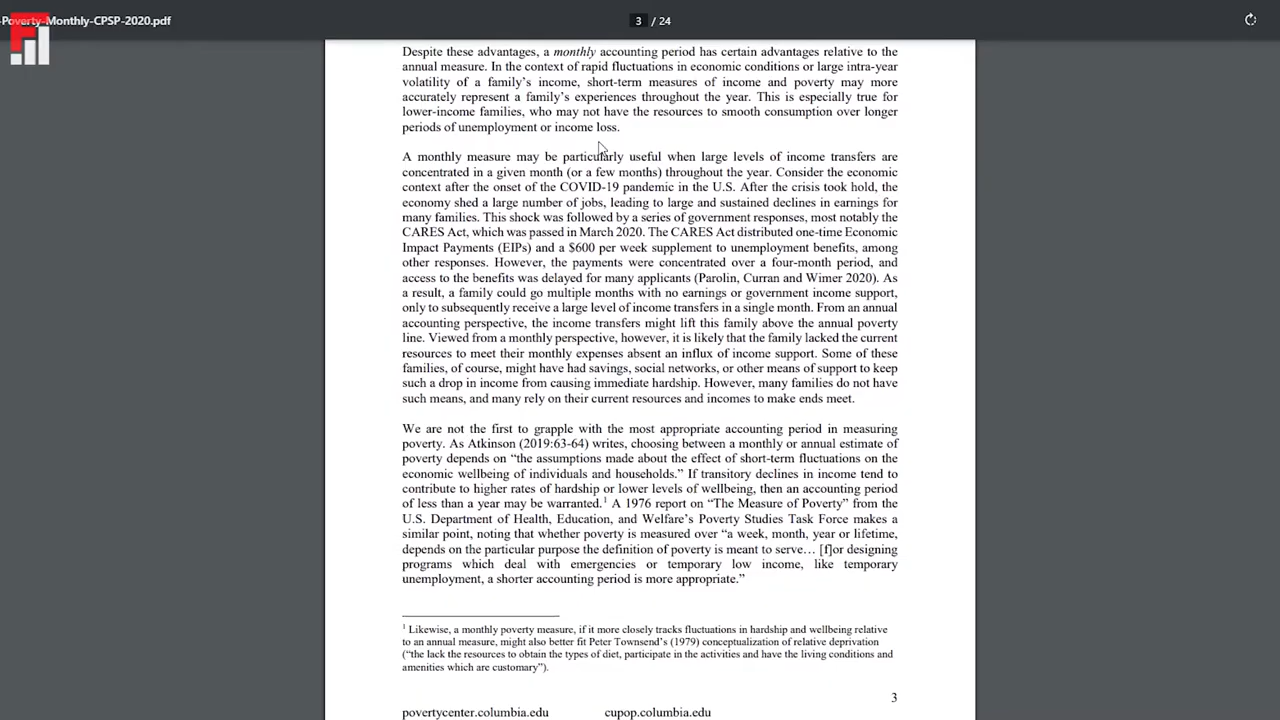 -Poverty-Monthly-CPSP-2020.pdf
3 / 24
Despite these advantages, a monthly accounting period has certain advantages relative to the
annual measure. In the context of rapid fluctuations in economic conditions or large intra-year
volatility of a family's income, short-term measures of income and poverty may more
accurately represent a family's experiences throughout the year. This is especially true for
lower-income families, who may not have the resources to smooth consumption over longer
periods of unemployment or income loss.
A monthly measure may be particularly useful when large levels of income transfers are
concentrated in a given month (or a few months) throughout the year. Consider the economic
context after the onset of the COVID-19 pandemic in the U.S. After the crisis took hold, the
economy shed a large number of jobs, leading to large and sustained declines in earnings for
many families. This shock was followed by a series of government responses, most notably the
CARES Act, which was passed in March 2020. The CARES Act distributed one-time Economic
Impact Payments (EIPs) and a $600 per week supplement to unemployment benefits, among
other responses. However, the payments were concentrated over a four-month period, and
access to the benefits was delayed for many applicants (Parolin, Curran and Wimer 2020). As
a result, a family could go multiple months with no earnings or government income support,
only to subsequently receive a large level of income transfers in a single month. From an annual
accounting perspective, the income transfers might lift this family above the annual poverty
line. Viewed from a monthly perspective, however, it is likely that the family lacked the current
resources to meet their monthly expenses absent an influx of income support. Some of these
families, of course, might have had savings, social networks, or other means of support to keep
such a drop in income from causing immediate hardship. However, many families do not have
such means, and many rely on their current resources and incomes to make ends meet.
We are not the first to grapple with the most appropriate accounting period in measuring
poverty. As Atkinson (2019:63-64) writes, choosing between a monthly or annual estimate of
poverty depends on “the assumptions made about the effect of short-term fluctuations on the
economic wellbeing of individuals and households.” If transitory declines in income tend to
contribute to higher rates of hardship or lower levels of wellbeing, then an accounting period
of less than a year may be warranted.1 A 1976 report on “The Measure of Poverty” from the
U.S. Department of Health, Education, and Welfare's Poverty Studies Task Force makes a
similar point, noting that whether poverty is measured over “a week, month, year or lifetime,
depends on the particular purpose the definition of poverty is meant to serve… [f]or designing
programs which deal with emergencies or temporary low income, like temporary
unemployment, a shorter accounting period is more appropriate.”
1 Likewise, a monthly poverty measure, if it more closely tracks fluctuations in hardship and wellbeing relative
to an annual measure, might also better fit Peter Townsend's (1979) conceptualization of relative deprivation
(“the lack the resources to obtain the types of diet, participate in the activities and have the living conditions and
amenities which are customary”).
3
povertycenter.columbia.edu cupop.columbia.edu